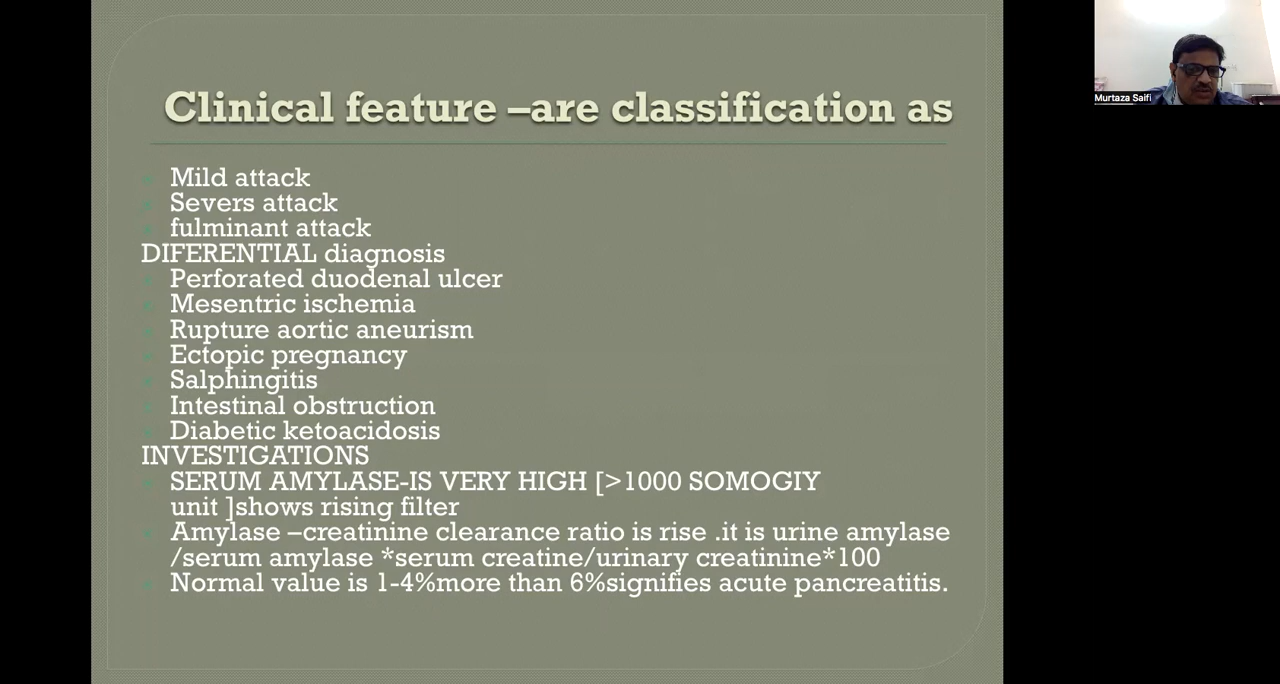 Clinical feature –are classification as
Mild attack
Severs attack
fulminant attack
DIFERENTIAL diagnosis
Perforated duodenal ulcer
Mesentric ischemia
Rupture aortic aneurism
Ectopic pregnancy
Salphingitis
Intestinal obstruction
Diabetic ketoacidosis
INVESTIGATIONS
SERUM AMYLASE-IS VERY HIGH [>1000 SOMOGIY
unit ]shows rising filter
Amylase –creatinine clearance ratio is rise .it is urine amylase
/serum amylase *serum creatine/urinary creatinine*100
Normal value is 1-4%more than 6%signifies acute pancreatitis.
Murtaza Saifi